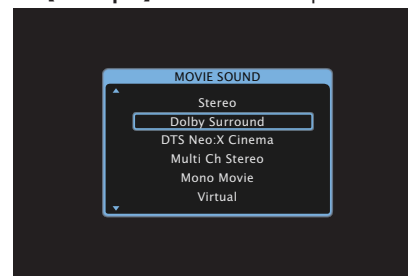 MOVIE SOUND
Stereo
Dolby Surround
DTS Neo:X Cinema
Multi Ch Stereo
Mono Movie
Virtual